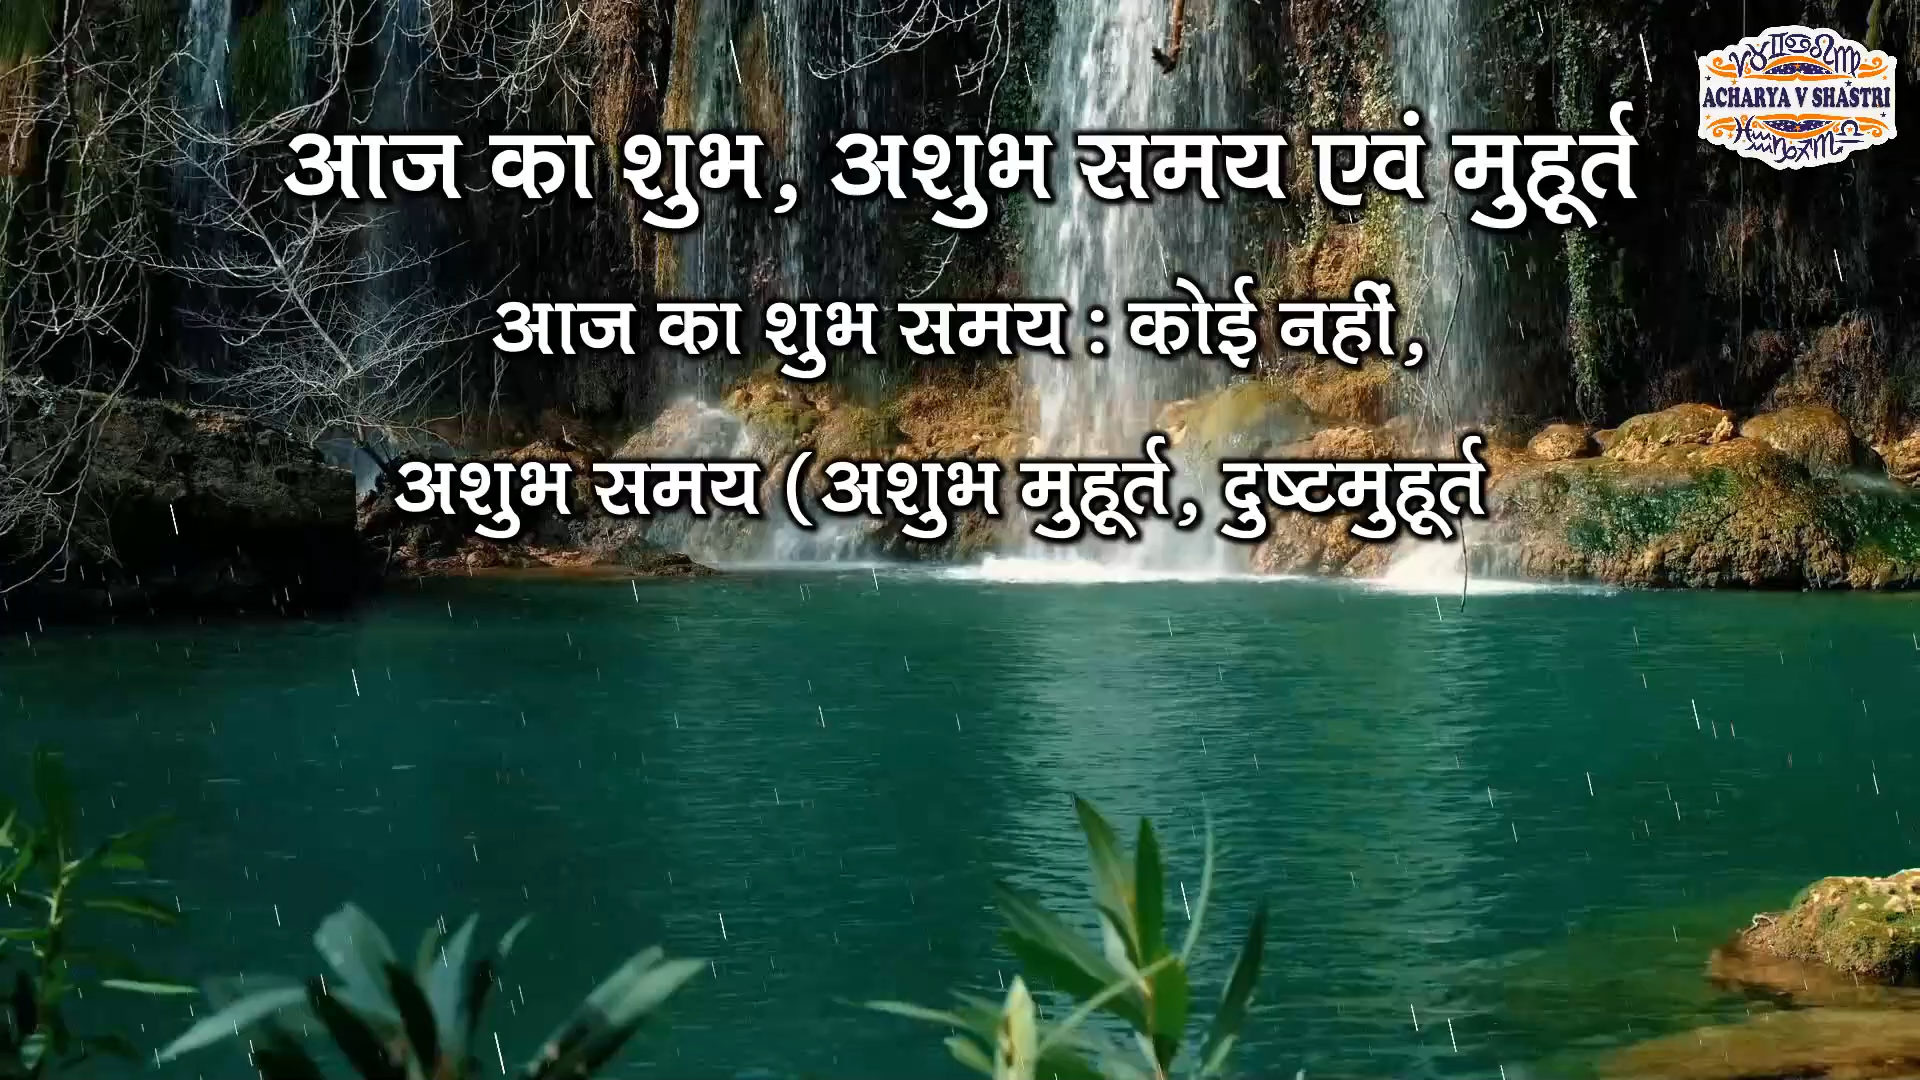 ACHARYA V SHASTRI
आज का शुभ, अशुभ समय एवं मुहूर्त
आज का शुभ समय : कोई नहीं,
अशुभ समय (अशुभ मुहूर्त, दुष्टमुहूर्त